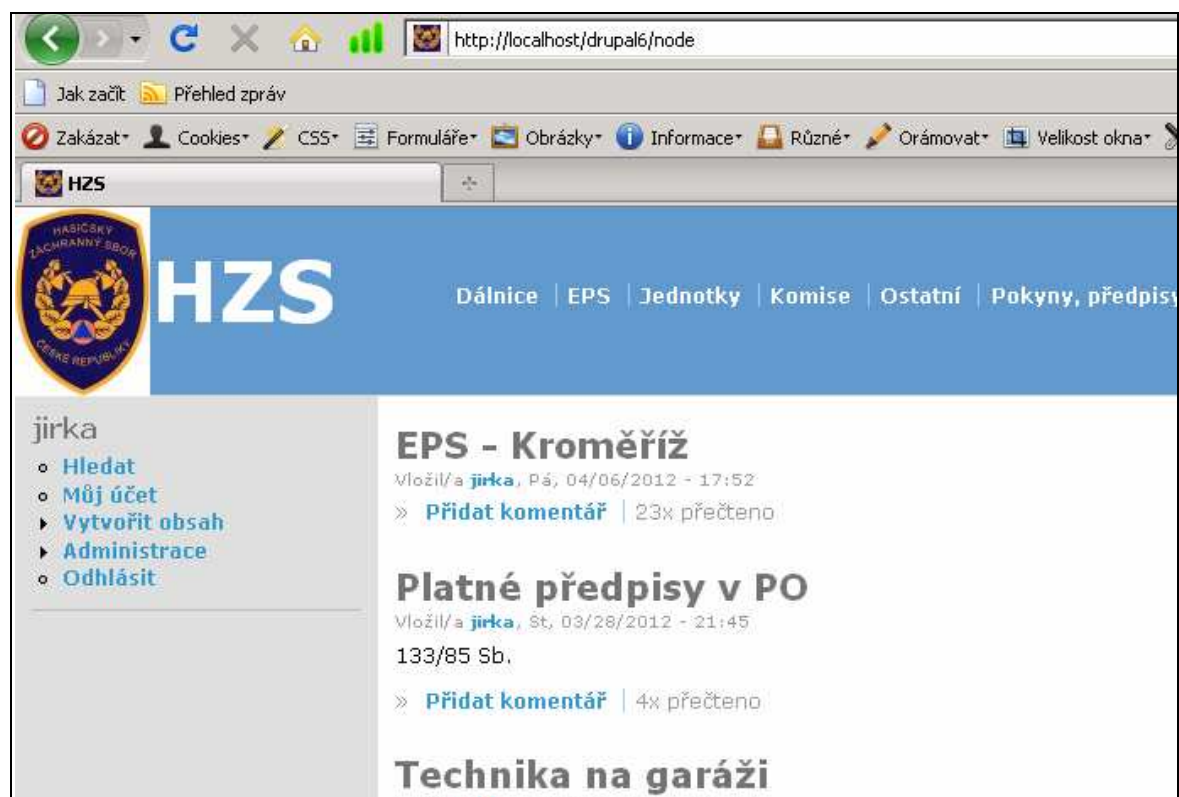 http://localhost/drupal6/node
Jak začít Přehled zpráv
Zakázat Cookies CSS Formuláře Obrázky Informace Různé Orámovat Velikost okna
HZS
HASIČSKÝ
ZÁCHRANNÝ SBOR
ČESKÉ REPUBLIKY
HZS
Dálnice | EPS | Jednotky | Komise | Ostatní | Pokyny, předpisy
jirka
Hledat
Můj účet
Vytvořit obsah
Administrace
Odhlásit
EPS - Kroměříž
Vložil/a jirka, Pá, 04/06/2012 - 17:52
» Přidat komentář | 23x přečteno
Platné předpisy v PO
Vložil/a jirka, St, 03/28/2012 - 21:45
133/85 Sb.
» Přidat komentář | 4x přečteno
Technika na garáži